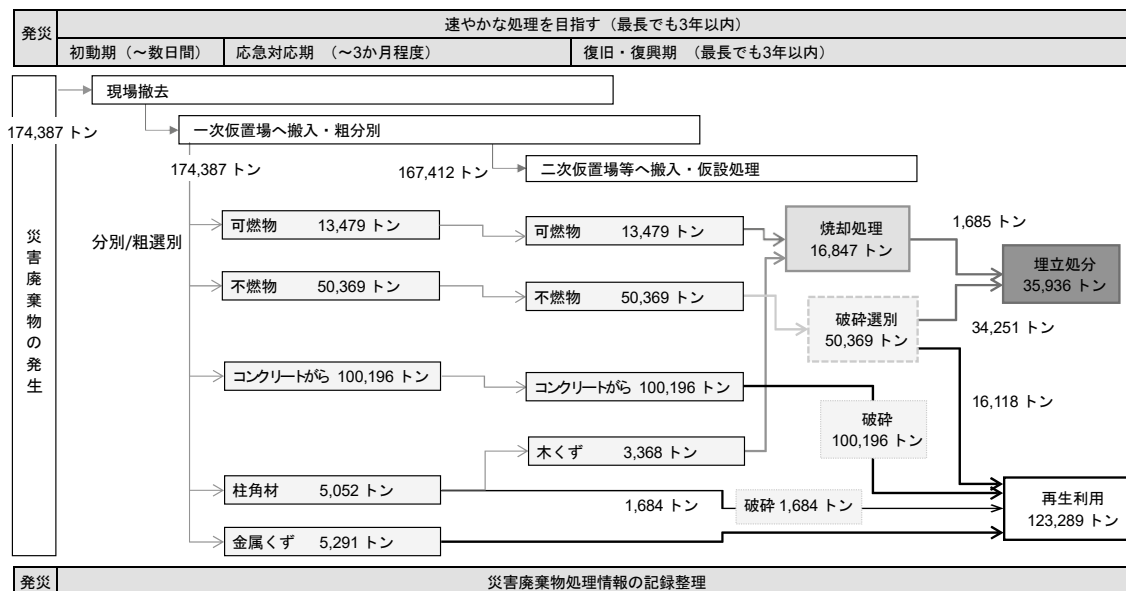 発災
速やかな処理を目指す（最長でも3年以内）
初動期（～数日間）
応急対応期 （～3か月程度）
復旧・復興期 （最長でも3年以内）
現場撤去
174,387 トン
一次仮置場へ搬入・粗分別
174,387 トン
167,412 トン
二次仮置場等へ搬入・仮設処理
災害廃棄物の発生
分別/粗選別
可燃物 13,479 トン
可燃物 13,479 トン
焼却処理
16,847 トン
1,685 トン
埋立処分
35,936 トン
不燃物 50,369 トン
不燃物 50,369 トン
破砕選別
50,369 トン
34,251 トン
コンクリートがら 100,196 トン
コンクリートがら 100,196 トン
16,118 トン
破砕
100,196 トン
木くず 3,368 トン
柱角材 5,052 トン
1,684 トン
破砕 1,684 トン
再生利用
123,289 トン
金属くず 5,291 トン
発災
災害廃棄物処理情報の記録整理